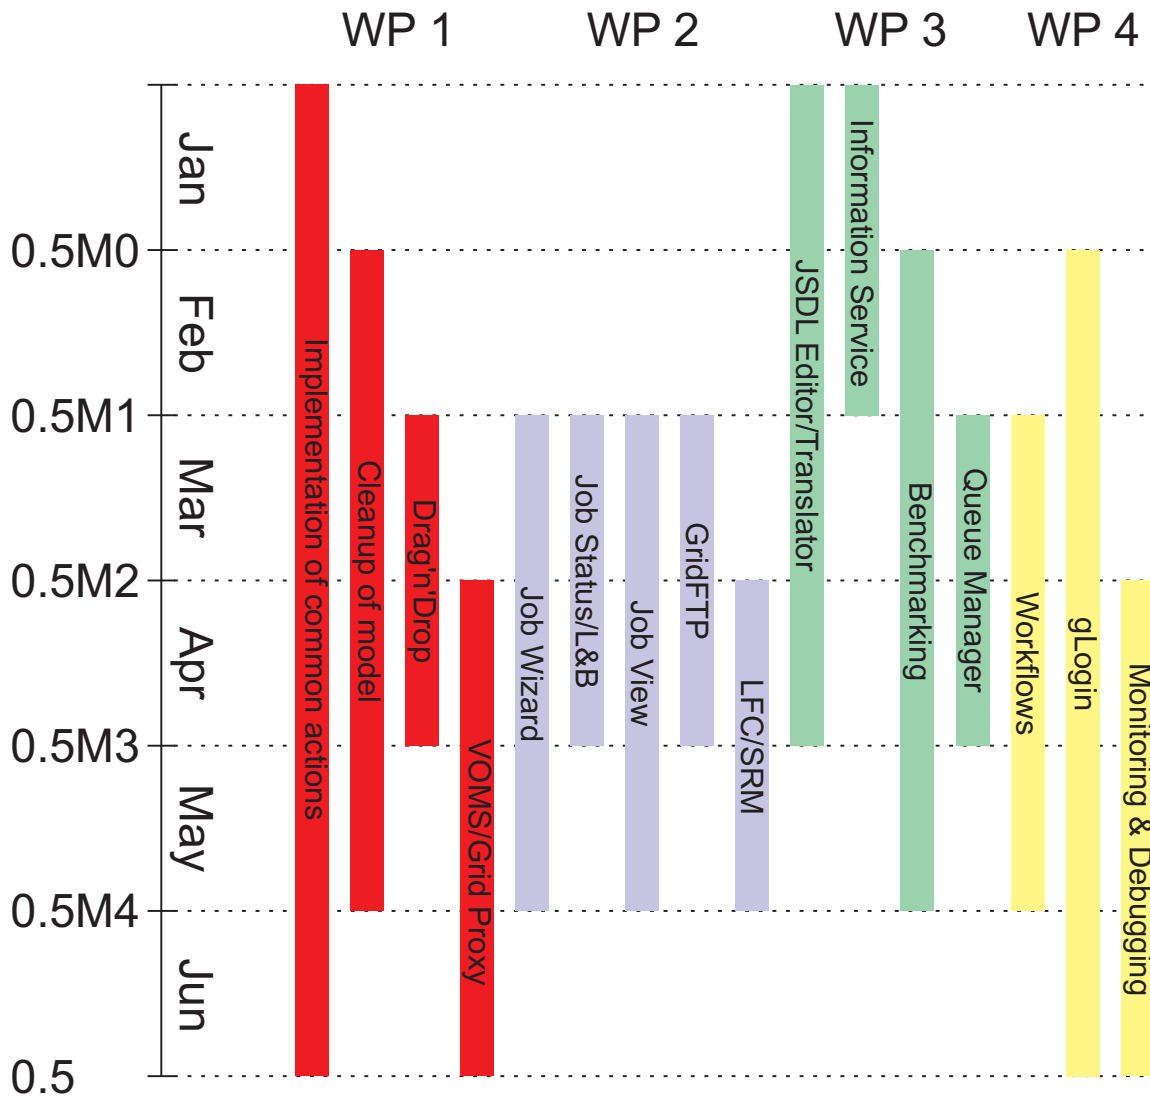 WP 1
WP 2
WP 3
WP 4
Jan
0.5M0
Feb
0.5M1
Mar
0.5M2
Apr
0.5M3
May
0.5M4
Jun
0.5
Implementation of common actions
Cleanup of model
Drag'n'Drop
VOMS/Grid Proxy
Job Wizard
Job Status/L&B
Job View
GridFTP
LFC/SRM
JSDL Editor/Translator
Information Service
Benchmarking
Queue Manager
Workflows
gLogin
Monitoring & Debugging